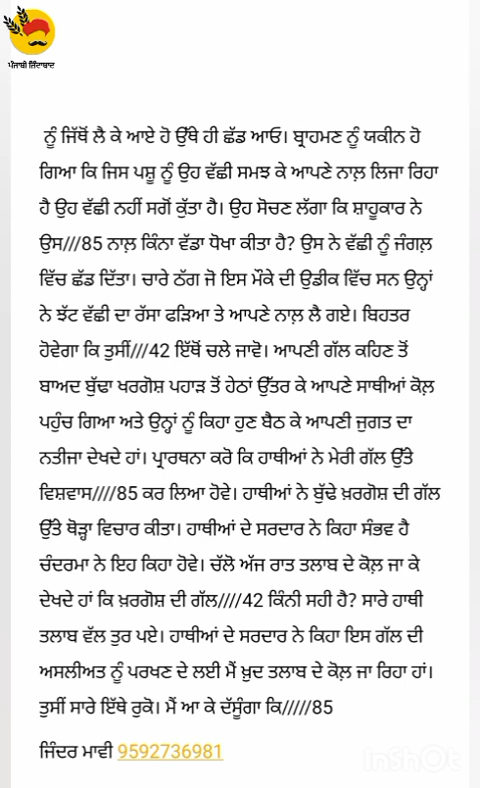 ਪੰਜਾਬੀ ਜ਼ਿੰਦਾਬਾਦ
ਨੂੰ ਜਿੱਥੋਂ ਲੈ ਕੇ ਆਏ ਹੋ ਉੱਥੇ ਹੀ ਛੱਡ ਆਓ। ਬ੍ਰਾਹਮਣ ਨੂੰ ਯਕੀਨ ਹੋ
ਗਿਆ ਕਿ ਜਿਸ ਪਸ਼ੂ ਨੂੰ ਉਹ ਵੱਛੀ ਸਮਝ ਕੇ ਆਪਣੇ ਨਾਲ਼ ਲਿਜਾ ਰਿਹਾ
ਹੈ ਉਹ ਵੱਛੀ ਨਹੀਂ ਸਗੋਂ ਕੁੱਤਾ ਹੈ। ਉਹ ਸੋਚਣ ਲੱਗਾ ਕਿ ਸ਼ਾਹੂਕਾਰ ਨੇ
ਉਸ///85 ਨਾਲ਼ ਕਿੰਨਾ ਵੱਡਾ ਧੋਖਾ ਕੀਤਾ ਹੈ? ਉਸ ਨੇ ਵੱਛੀ ਨੂੰ ਜੰਗਲ਼
ਵਿੱਚ ਛੱਡ ਦਿੱਤਾ। ਚਾਰੇ ਠੱਗ ਜੋ ਇਸ ਮੌਕੇ ਦੀ ਉਡੀਕ ਵਿੱਚ ਸਨ ਉਨ੍ਹਾਂ
ਨੇ ਝੱਟ ਵੱਛੀ ਦਾ ਰੱਸਾ ਫੜਿਆ ਤੇ ਆਪਣੇ ਨਾਲ਼ ਲੈ ਗਏ। ਬਿਹਤਰ
ਹੋਵੇਗਾ ਕਿ ਤੁਸੀਂ///42 ਇੱਥੋਂ ਚਲੇ ਜਾਵੋ। ਆਪਣੀ ਗੱਲ ਕਹਿਣ ਤੋਂ
ਬਾਅਦ ਬੁੱਢਾ ਖਰਗੋਸ਼ ਪਹਾੜ ਤੋਂ ਹੇਠਾਂ ਉੱਤਰ ਕੇ ਆਪਣੇ ਸਾਥੀਆਂ ਕੋਲ਼
ਪਹੁੰਚ ਗਿਆ ਅਤੇ ਉਨ੍ਹਾਂ ਨੂੰ ਕਿਹਾ ਹੁਣ ਬੈਠ ਕੇ ਆਪਣੀ ਜੁਗਤ ਦਾ
ਨਤੀਜਾ ਦੇਖਦੇ ਹਾਂ। ਪ੍ਰਾਰਥਨਾ ਕਰੋ ਕਿ ਹਾਥੀਆਂ ਨੇ ਮੇਰੀ ਗੱਲ ਉੱਤੇ
ਵਿਸ਼ਵਾਸ////85 ਕਰ ਲਿਆ ਹੋਵੇ। ਹਾਥੀਆਂ ਨੇ ਬੁੱਢੇ ਖ਼ਰਗੋਸ਼ ਦੀ ਗੱਲ
ਉੱਤੇ ਥੋੜ੍ਹਾ ਵਿਚਾਰ ਕੀਤਾ। ਹਾਥੀਆਂ ਦੇ ਸਰਦਾਰ ਨੇ ਕਿਹਾ ਸੰਭਵ ਹੈ
ਚੰਦਰਮਾ ਨੇ ਇਹ ਕਿਹਾ ਹੋਵੇ। ਚੱਲੋ ਅੱਜ ਰਾਤ ਤਲਾਬ ਦੇ ਕੋਲ਼ ਜਾ ਕੇ
ਦੇਖਦੇ ਹਾਂ ਕਿ ਖ਼ਰਗੋਸ਼ ਦੀ ਗੱਲ////42 ਕਿੰਨੀ ਸਹੀ ਹੈ? ਸਾਰੇ ਹਾਥੀ
ਤਲਾਬ ਵੱਲ ਤੁਰ ਪਏ। ਹਾਥੀਆਂ ਦੇ ਸਰਦਾਰ ਨੇ ਕਿਹਾ ਇਸ ਗੱਲ ਦੀ
ਅਸਲੀਅਤ ਨੂੰ ਪਰਖਣ ਦੇ ਲਈ ਮੈਂ ਖ਼ੁਦ ਤਲਾਬ ਦੇ ਕੋਲ਼ ਜਾ ਰਿਹਾ ਹਾਂ।
ਤੁਸੀਂ ਸਾਰੇ ਇੱਥੇ ਰੁਕੋ। ਮੈਂ ਆ ਕੇ ਦੱਸੂੰਗਾ ਕਿ/////85
ਜਿੰਦਰ ਮਾਵੀ 9592736981
InShOt